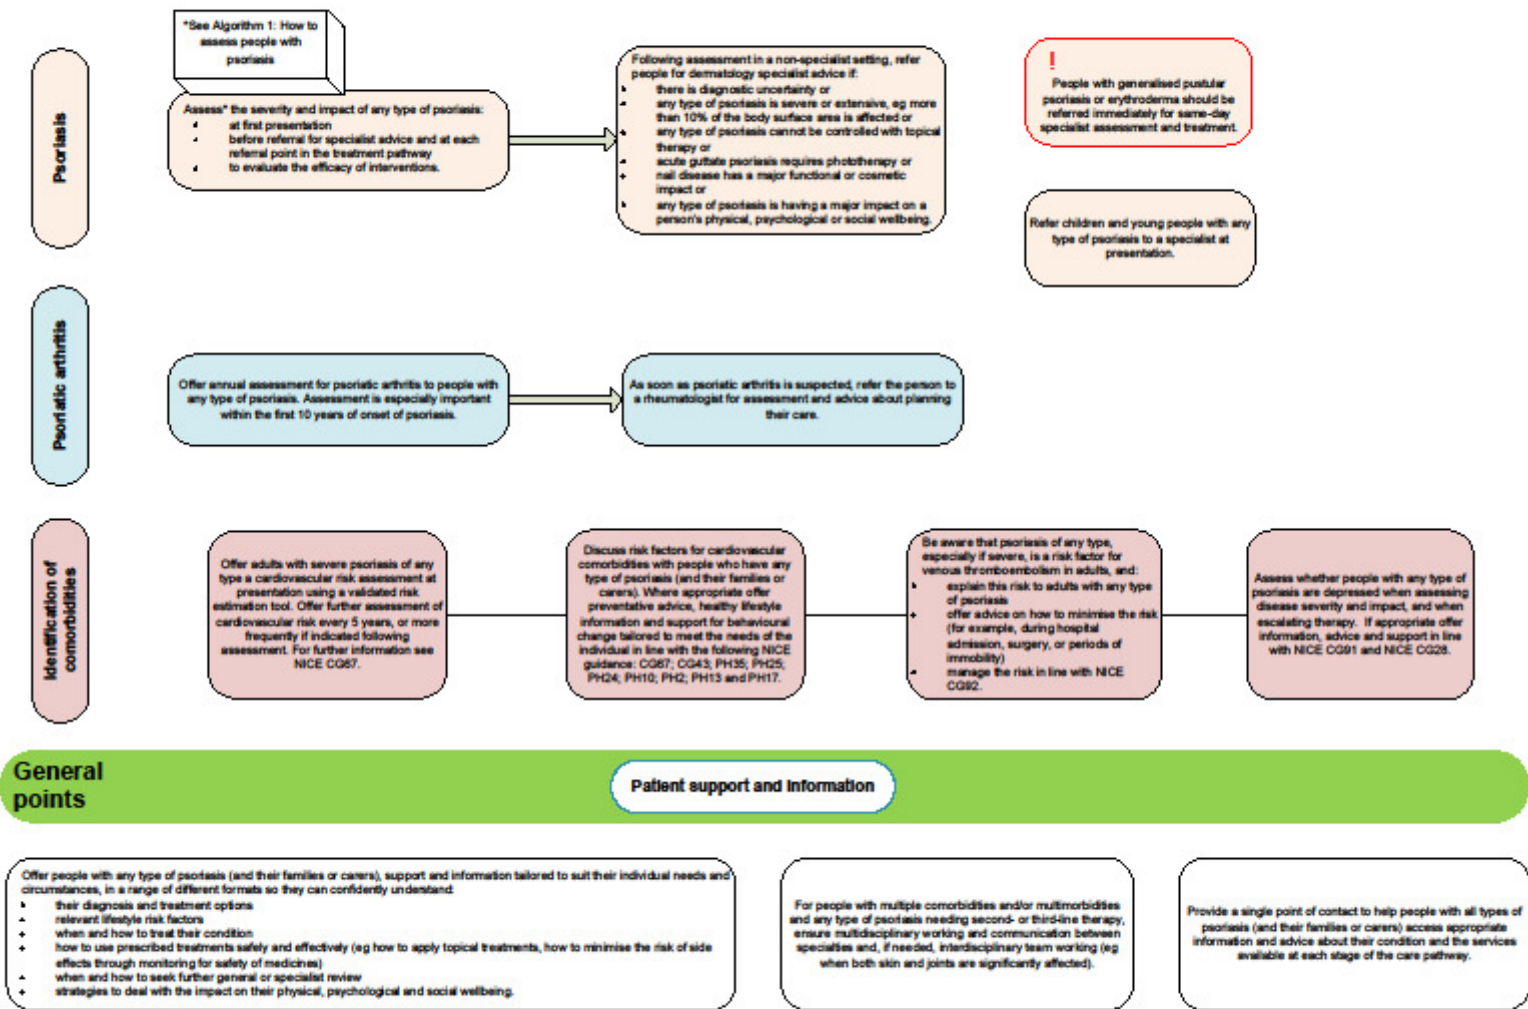 Psoriasis
*See Algorithm 1: How to
assess people with
psoriasis
Assess* the severity and impact of any type of psoriasis:
at first presentation
before referral for specialist advice and at each
referral point in the treatment pathway
to evaluate the efficacy of interventions.
Following assessment in a non-specialist setting, refer
people for dermatology specialist advice if:
there is diagnostic uncertainty or
any type of psoriasis is severe or extensive, eg more
than 10% of the body surface area is affected or
any type of psoriasis cannot be controlled with topical
therapy or
acute guttate psoriasis requires phototherapy or
nail disease has a major functional or cosmetic
impact or
any type of psoriasis is having a major impact on a
person's physical, psychological or social wellbeing.
!
People with generalised pustular
psoriasis or erythroderma should be
referred immediately for same-day
specialist assessment and treatment.
Refer children and young people with any
type of psoriasis to a specialist at
presentation.
Psoriatic arthritis
Offer annual assessment for psoriatic arthritis to people with
any type of psoriasis. Assessment is especially important
within the first 10 years of onset of psoriasis.
As soon as psoriatic arthritis is suspected, refer the person to
a rheumatologist for assessment and advice about planning
their care.
Identification of
comorbidities
Offer adults with severe psoriasis of any
type a cardiovascular risk assessment at
presentation using a validated risk
estimation tool. Offer further assessment of
cardiovascular risk every 5 years, or more
frequently if indicated following
assessment. For further information see
NICE CG67.
Discuss risk factors for cardiovascular
comorbidities with people who have any
type of psoriasis (and their families or
carers). Where appropriate offer
preventative advice, healthy lifestyle
information and support for behavioural
change tailored to meet the needs of the
individual in line with the following NICE
guidance: CG67; CG43; PH35; PH25;
PH24; PH10; PH2; PH13 and PH17.
Be aware that psoriasis of any type,
especially if severe, is a risk factor for
venous thromboembolism in adults, and:
explain this risk to adults with any type
of psoriasis
offer advice on how to minimise the risk
(for example, during hospital
admission, surgery, or periods of
immobility)
manage the risk in line with NICE
CG92.
Assess whether people with any type of
psoriasis are depressed when assessing
disease severity and impact, and when
escalating therapy. If appropriate offer
information, advice and support in line
with NICE CG91 and NICE CG28.
General
points
Patient support and information
Offer people with any type of psoriasis (and their families or carers), support and information tailored to suit their individual needs and
circumstances, in a range of different formats so they can confidently understand:
their diagnosis and treatment options
relevant lifestyle risk factors
when and how to treat their condition
how to use prescribed treatments safely and effectively (eg how to apply topical treatments, how to minimise the risk of side
effects through monitoring for safety of medicines)
when and how to seek further general or specialist review
strategies to deal with the impact on their physical, psychological and social wellbeing.
For people with multiple comorbidities and/or multimorbidities
and any type of psoriasis needing second- or third-line therapy,
ensure multidisciplinary working and communication between
specialties and, if needed, interdisciplinary team working (eg
when both skin and joints are significantly affected).
Provide a single point of contact to help people with all types of
psoriasis (and their families or carers) access appropriate
information and advice about their condition and the services
available at each stage of the care pathway.